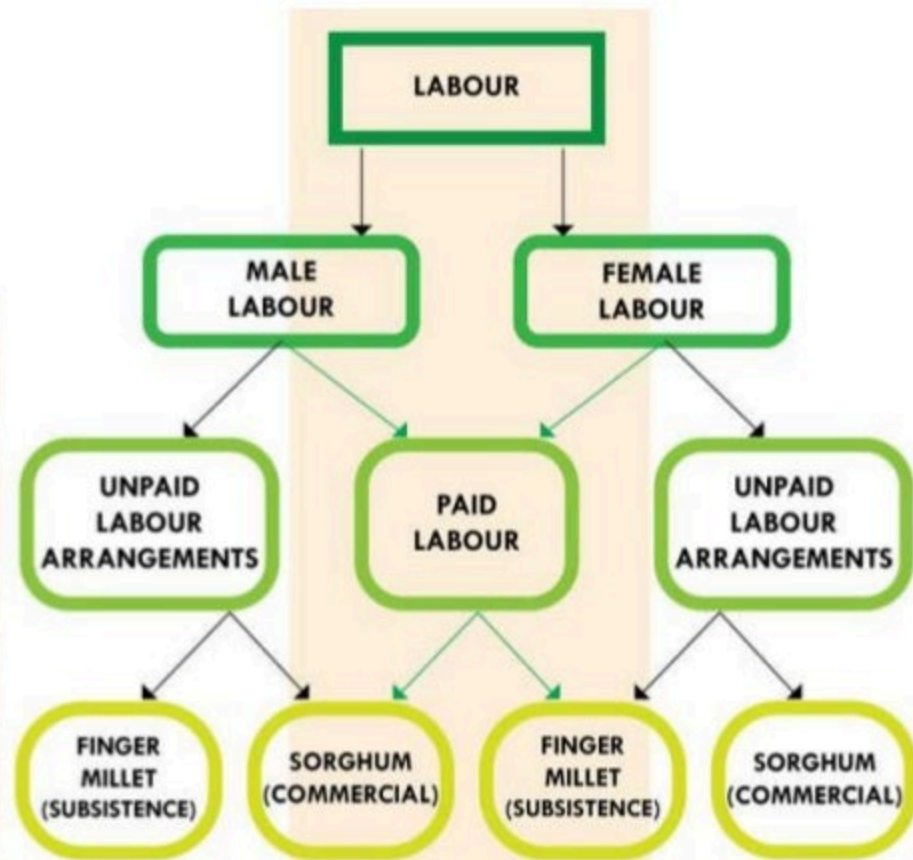 LABOUR
MALE
LABOUR
FEMALE
LABOUR
UNPAID
LABOUR
ARRANGEMENTS
PAID
LABOUR
UNPAID
LABOUR
ARRANGEMENTS
FINGER
MILLET
(SUBSISTENCE)
SORGHUM
(COMMERCIAL)
FINGER
MILLET
(SUBSISTENCE)
SORGHUM
(COMMERCIAL)